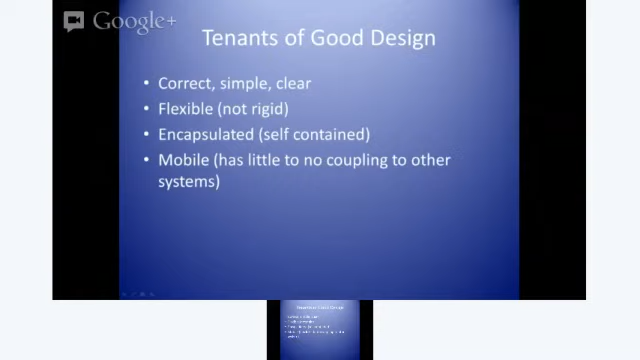 Google+
Tenants of Good Design
• Correct, simple, clear
• Flexible (not rigid)
• Encapsulated (self contained)
• Mobile (has little to no coupling to other
systems)